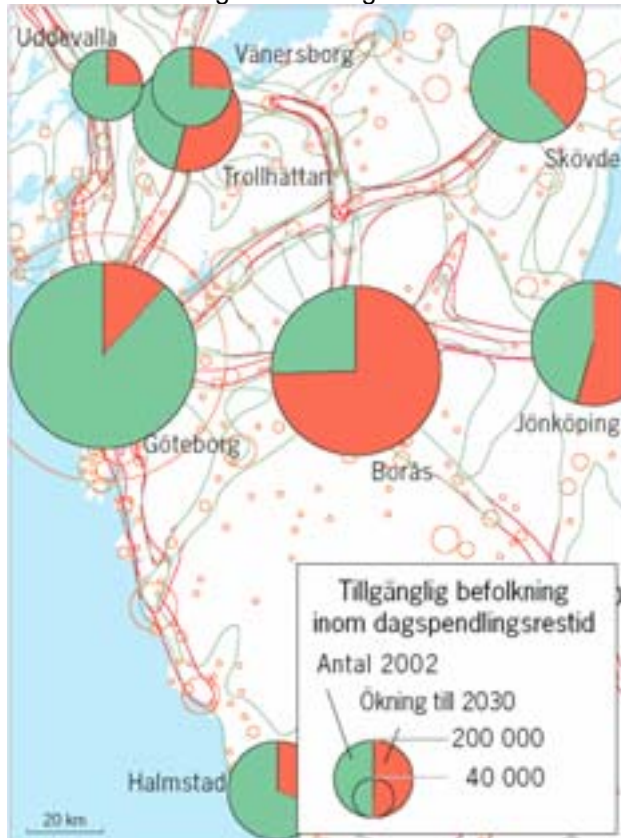 Uddevalla
Vänersborg
Trollhättan
Skövde
Göteborg
Borås
Jönköping
Tillgänglig befolkning
inom dagspendlingsrestid
Antal 2002
Ökning till 2030
200 000
40 000
Halmstad
20 km